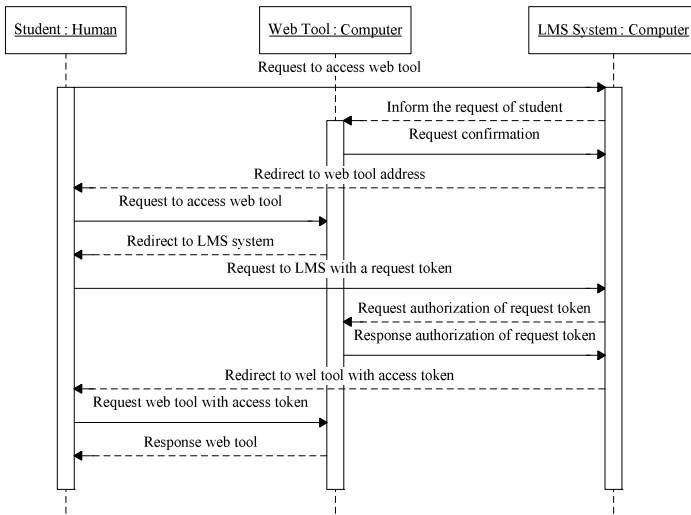 Student : Human
Web Tool : Computer
LMS System : Computer
Request to access web tool
Inform the request of student
Request confirmation
Redirect to web tool address
Request to access web tool
Redirect to LMS system
Request to LMS with a request token
Request authorization of request token
Response authorization of request token
Redirect to wel tool with access token
Request web tool with access token
Response web tool